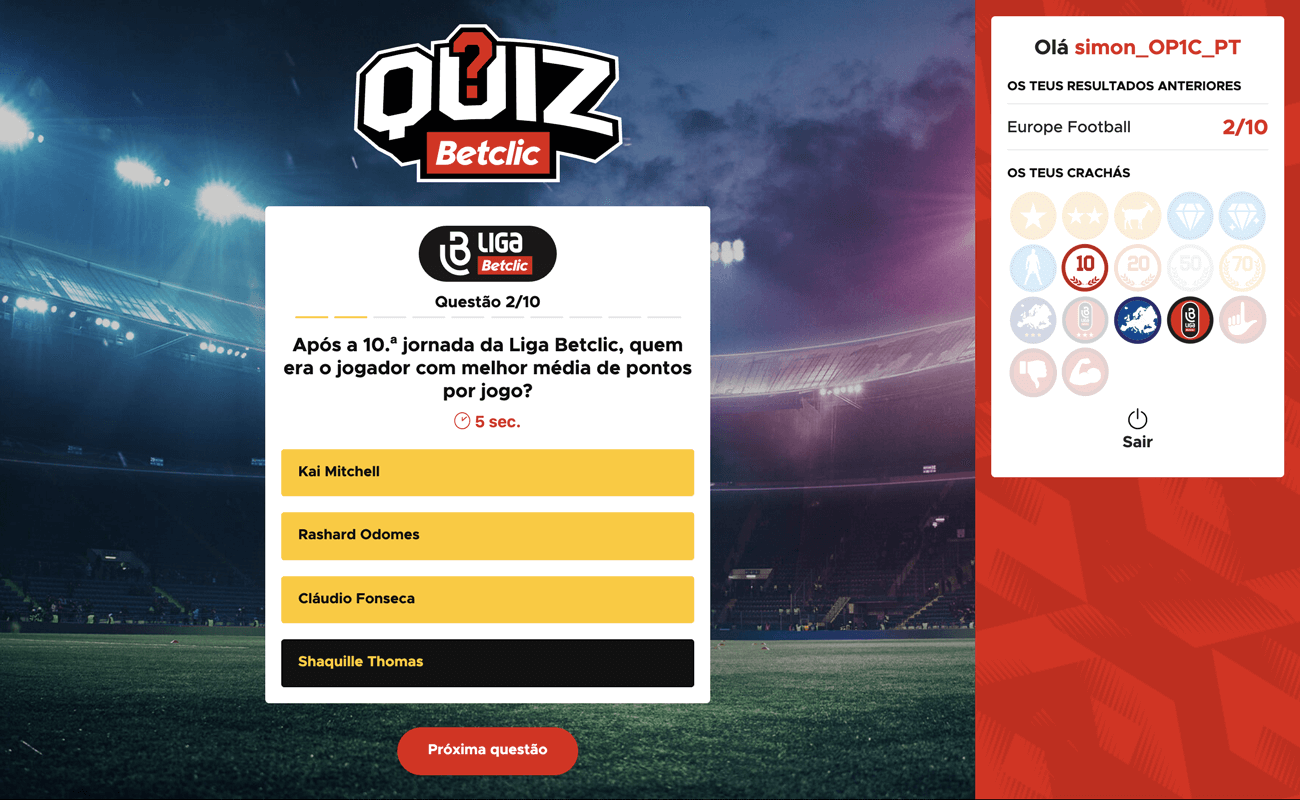 QUIZ
Betclic
LIGA
Betclic
Questão 2/10
Após a 10.ª jornada da Liga Betclic, quem
era o jogador com melhor média de pontos
por jogo?
5 sec.
Kai Mitchell
Rashard Odomes
Cláudio Fonseca
Shaquille Thomas
Próxima questão
Olá simon_OP1C_PT
OS TEUS RESULTADOS ANTERIORES
Europe Football 2/10
OS TEUS CRACHÁS
10 20 50 70
Sair